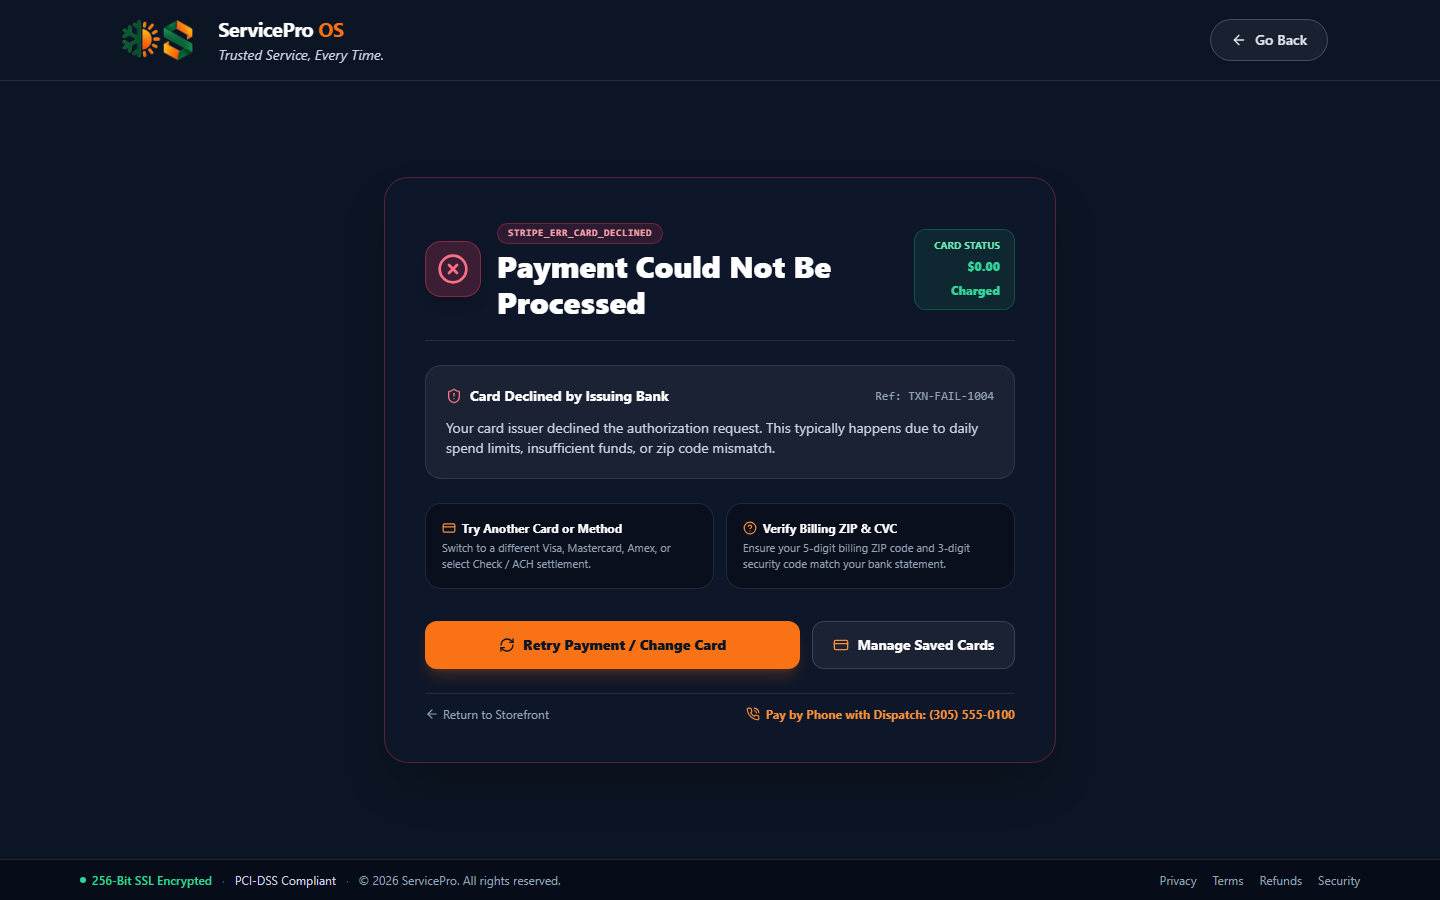 ServicePro OS
Trusted Service, Every Time.
Go Back
STRIPE_ERR_CARD_DECLINED
Payment Could Not Be
Processed
CARD STATUS
$0.00
Charged
Card Declined by Issuing Bank
Ref: TXN-FAIL-1004
Your card issuer declined the authorization request. This typically happens due to daily
spend limits, insufficient funds, or zip code mismatch.
Try Another Card or Method
Switch to a different Visa, Mastercard, Amex, or
select Check / ACH settlement.
Verify Billing ZIP & CVC
Ensure your 5-digit billing ZIP code and 3-digit
security code match your bank statement.
Retry Payment / Change Card
Manage Saved Cards
Return to Storefront
Pay by Phone with Dispatch: (305) 555-0100
256-Bit SSL Encrypted · PCI-DSS Compliant · © 2026 ServicePro. All rights reserved.
Privacy Terms Refunds Security